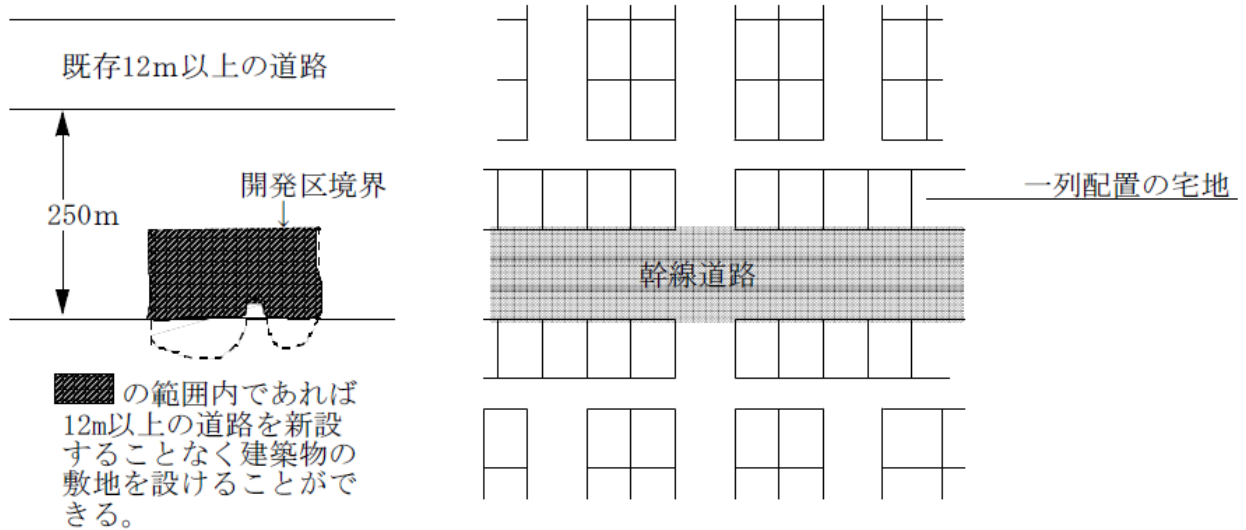 既存12m以上の道路
開発区境界
↓
250m
の範囲内であれば
12m以上の道路を新設
することなく建築物の
敷地を設けることがで
きる。
一列配置の宅地
幹線道路